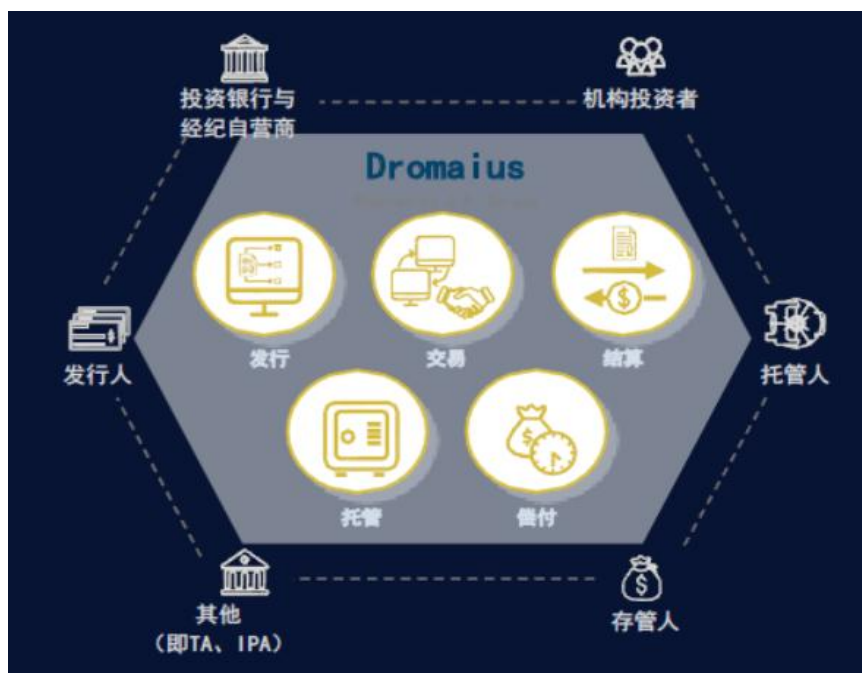 投资银行与
经纪自营商
机构投资者
Dromaius
发行
交易
结算
发行人
托管人
托管
偿付
其他
（即TA、IPA）
存管人